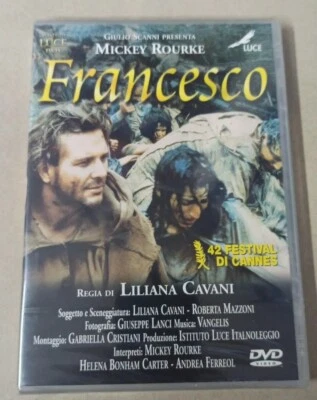 LUCE
GIULIO SCANNI PRESENTA
MICKEY ROURKE
LUCE
Francesco
42 FESTIVAL
DI CANNES
REGIA DI LILIANA CAVANI
Soggetto e Sceneggiatura: LILIANA CAVANI - ROBERTA MAZZONI
Fotografia: GIUSEPPE LANCI Musica: VANGELIS
Montaggio: GABRIELLA CRISTIANI Produzione: ISTITUTO LUCE ITALNOLEGGIO
Interpreti: MICKEY ROURKE
HELENA BONHAM CARTER - ANDREA FERREOL
DVD
VIDEO